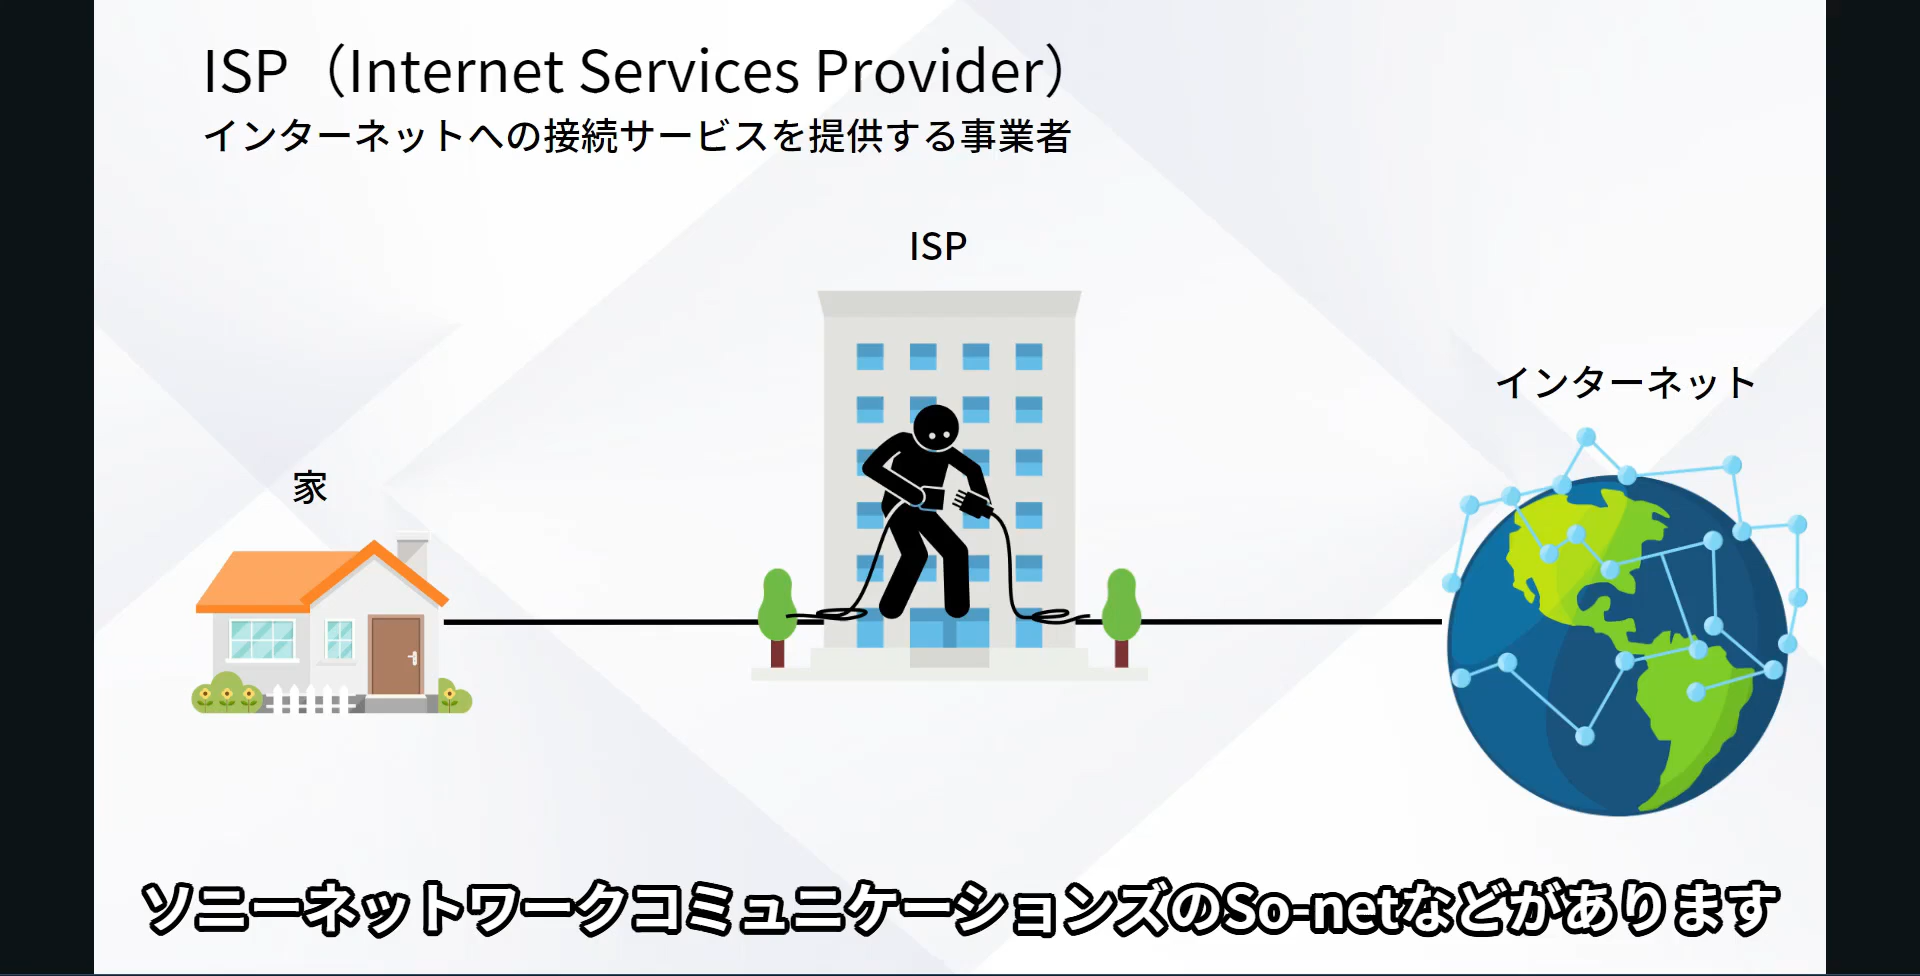 ISP（Internet Services Provider）
インターネットへの接続サービスを提供する事業者
ISP
インターネット
家
ソニーネットワークコミュニケーションズのSo-netなどがあります